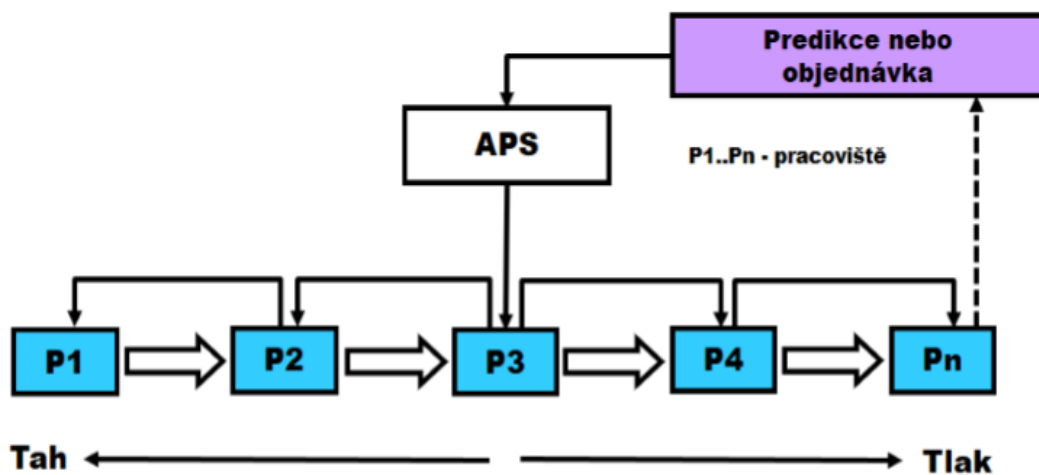 Predikce nebo
objednávka
APS
P1..Pn - pracoviště
P1
P2
P3
P4
Pn
Tah
Tlak